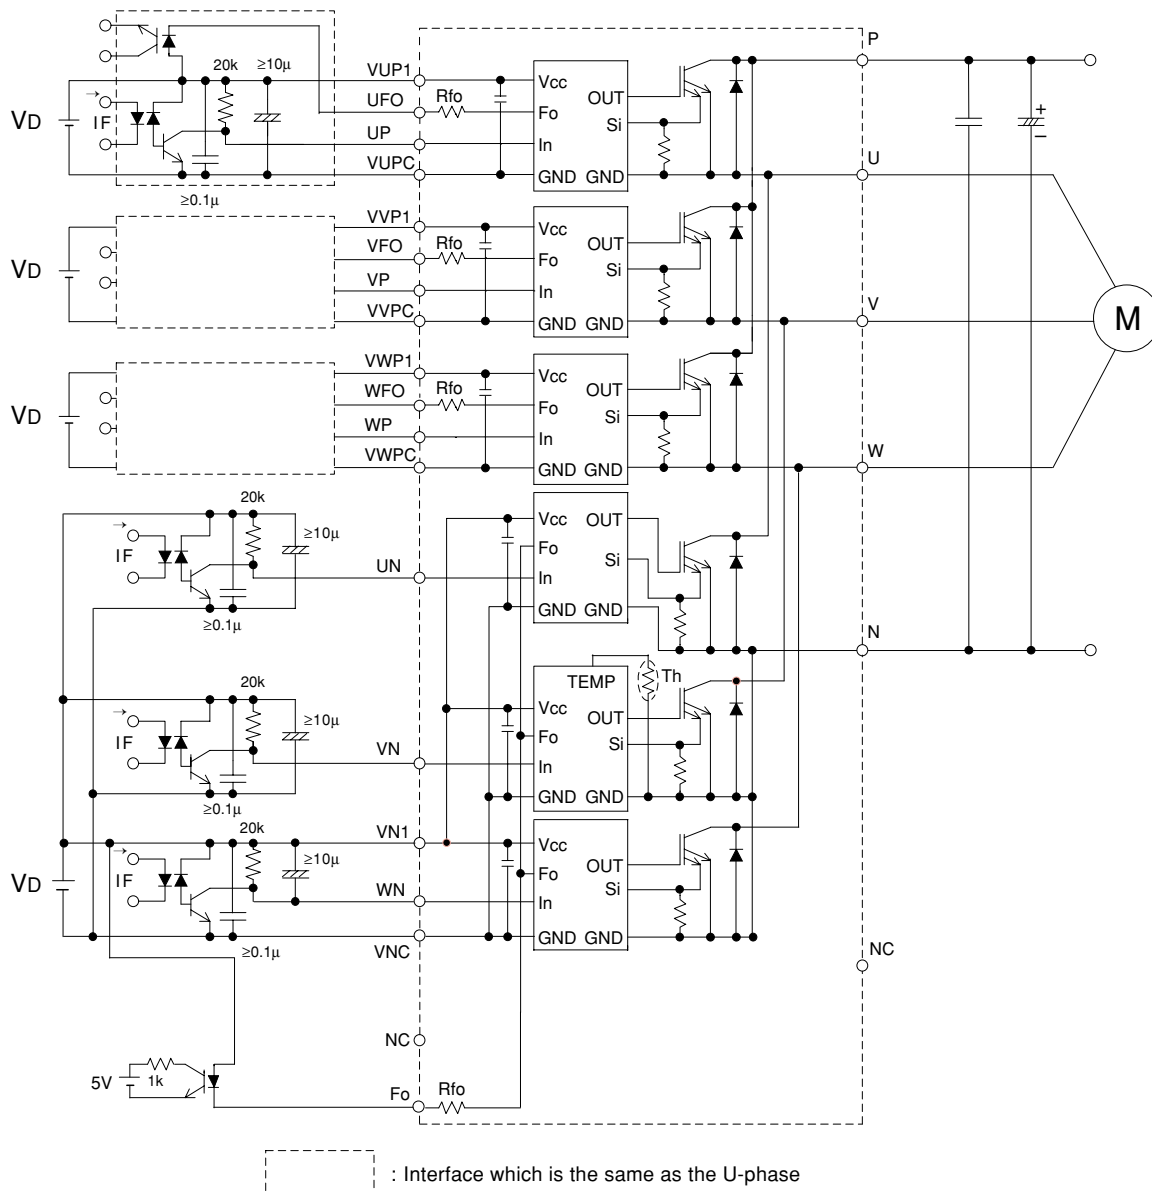 P
20k
≥10µ
VUP1
Vcc
UFO
Rfo
Fo
OUT
+
–
VD
IF
UP
In
Si
U
VUPC
GND GND
≥0.1µ
VVP1
Vcc
VFO
Rfo
Fo
OUT
VD
VP
In
Si
V
M
VVPC
GND GND
VWP1
Vcc
WFO
Rfo
Fo
OUT
VD
WP
In
Si
W
VWPC
GND GND
20k
≥10µ
IF
Vcc
OUT
Fo
Si
UN
In
GND GND
N
≥0.1µ
20k
≥10µ
IF
TEMP
Th
Vcc
OUT
Fo
Si
VN
In
GND GND
≥0.1µ
20k
VN1
Vcc
≥10µ
IF
OUT
Fo
VD
Si
WN
In
GND GND
VNC
≥0.1µ
NC
NC
5V
1k
Fo
Rfo
: Interface which is the same as the U-phase